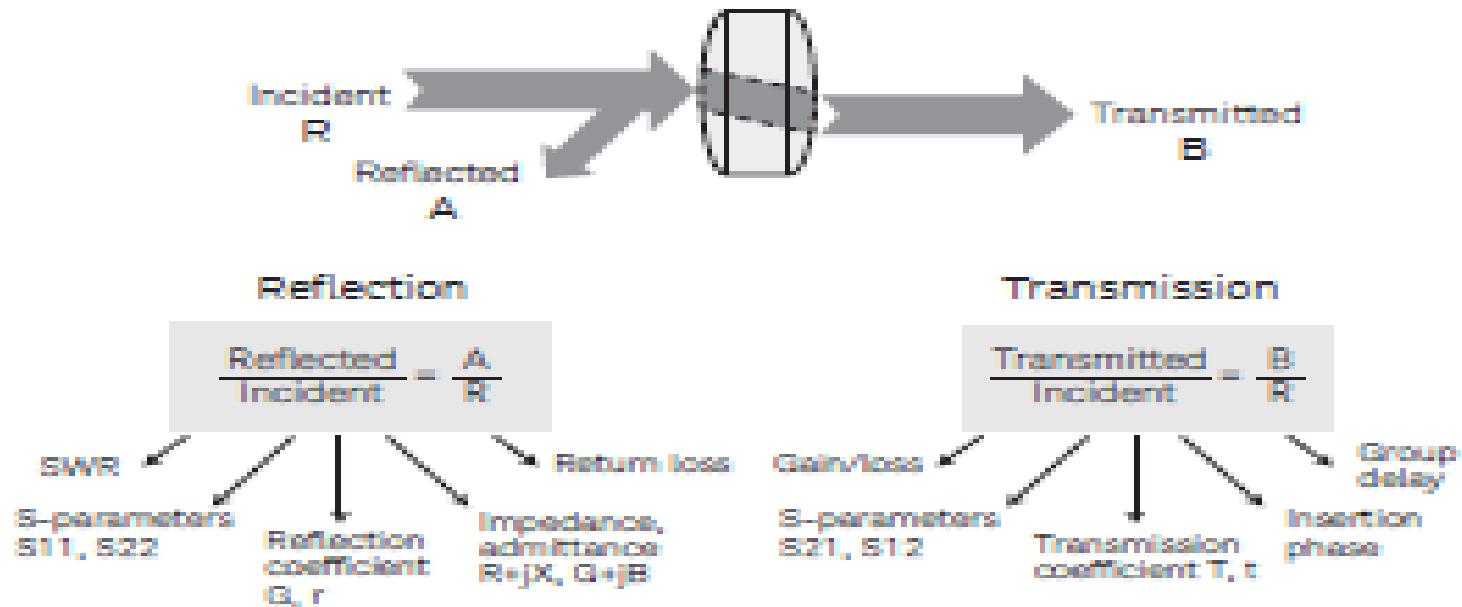 Incident
R
Reflected
A
Transmitted
B
Reflection
Reflected
Incident
=
A
R
SWR
S-parameters
S11, S22
Reflection
coefficient
G, r
Impedance,
admittance
R+jX, G+jB
Return loss
Transmission
Transmitted
Incident
=
B
R
Gain/loss
S-parameters
S21, S12
Transmission
coefficient T, t
Insertion
phase
Group
delay